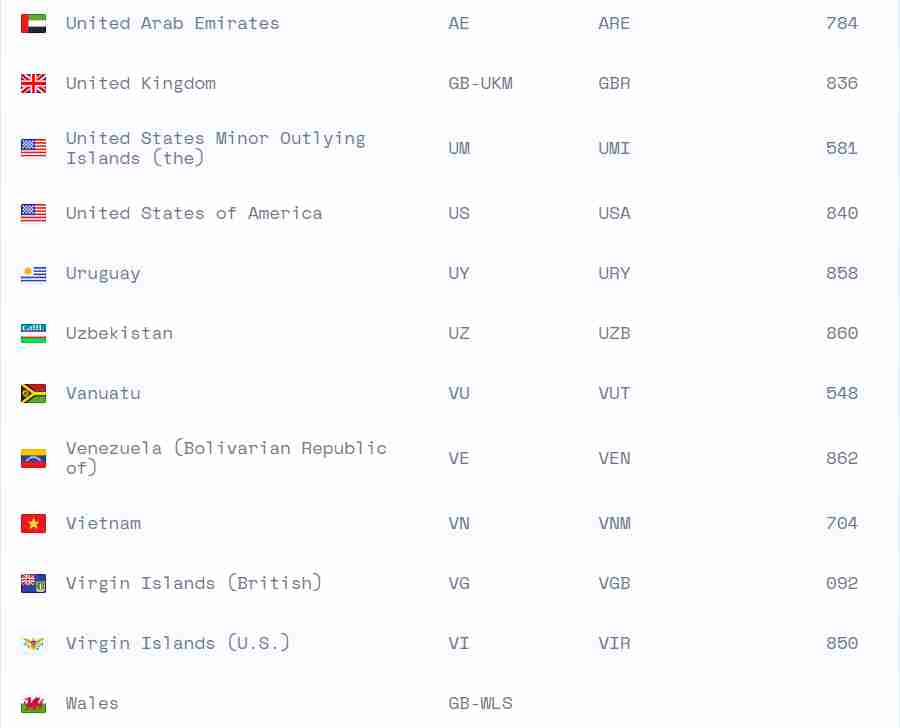 United Arab Emirates AE ARE 784
United Kingdom GB-UKM GBR 836
United States Minor Outlying
Islands (the) UM UMI 581
United States of America US USA 840
Uruguay UY URY 858
Uzbekistan UZ UZB 860
Vanuatu VU VUT 548
Venezuela (Bolivarian Republic
of) VE VEN 862
Vietnam VN VNM 704
Virgin Islands (British) VG VGB 092
Virgin Islands (U.S.) VI VIR 850
Wales GB-WLS